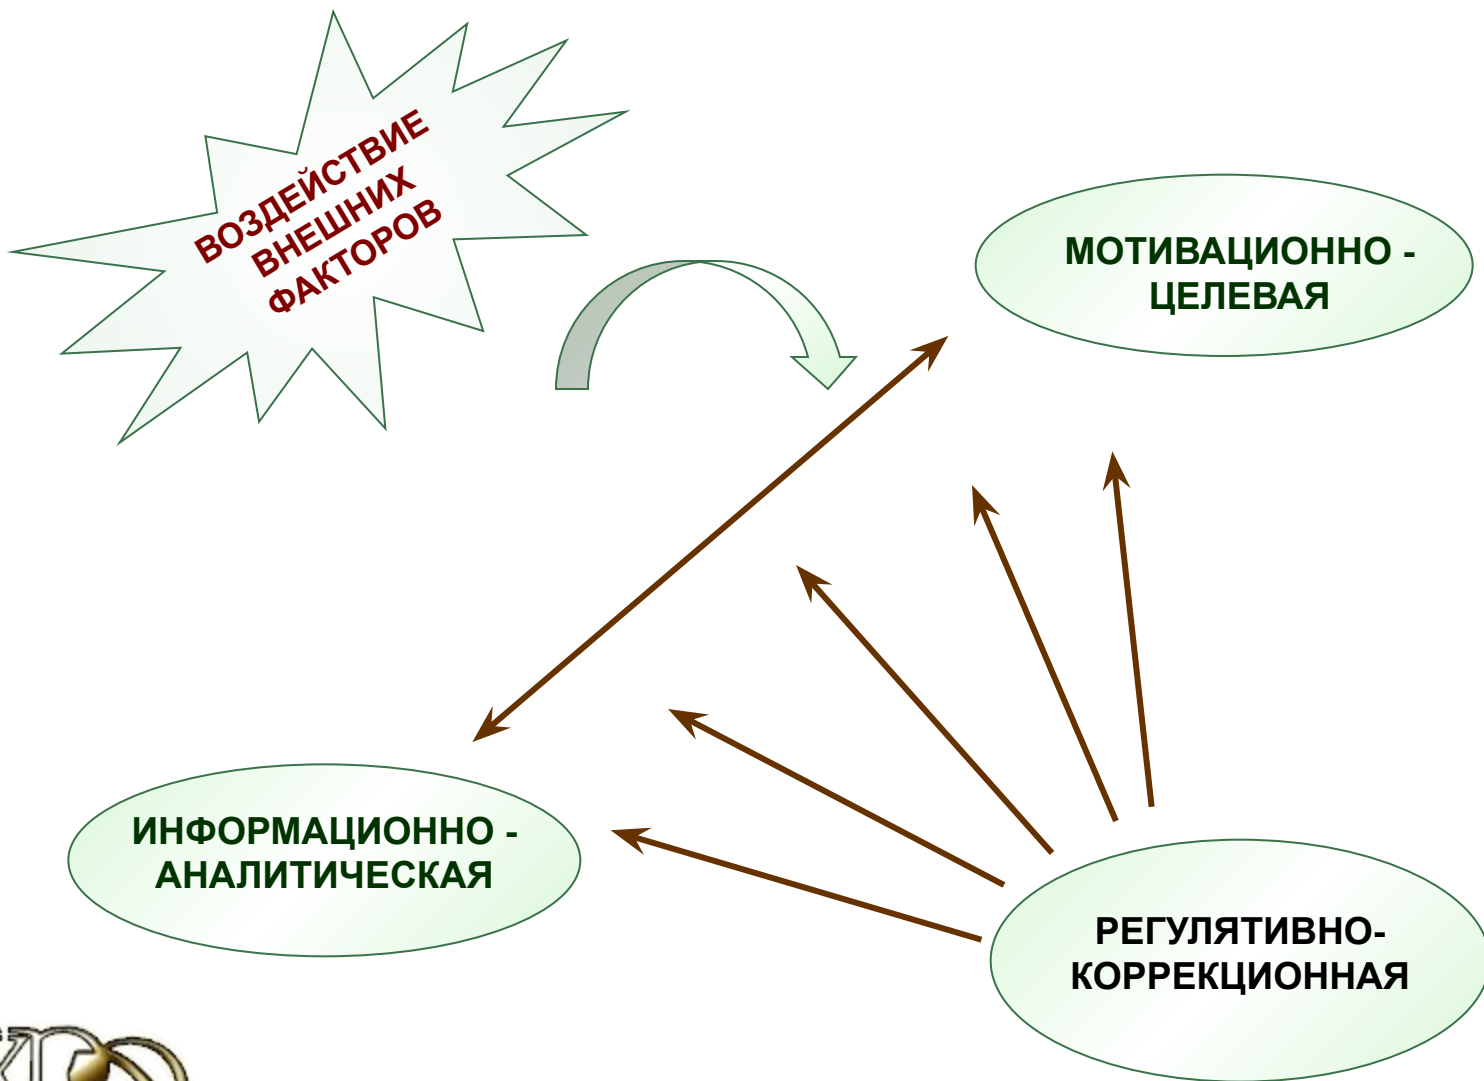 ВОЗДЕЙСТВИЕ
ВНЕШНИХ
ФАКТОРОВ
МОТИВАЦИОННО -
ЦЕЛЕВАЯ
ИНФОРМАЦИОННО -
АНАЛИТИЧЕСКАЯ
РЕГУЛЯТИВНО-
КОРРЕКЦИОННАЯ